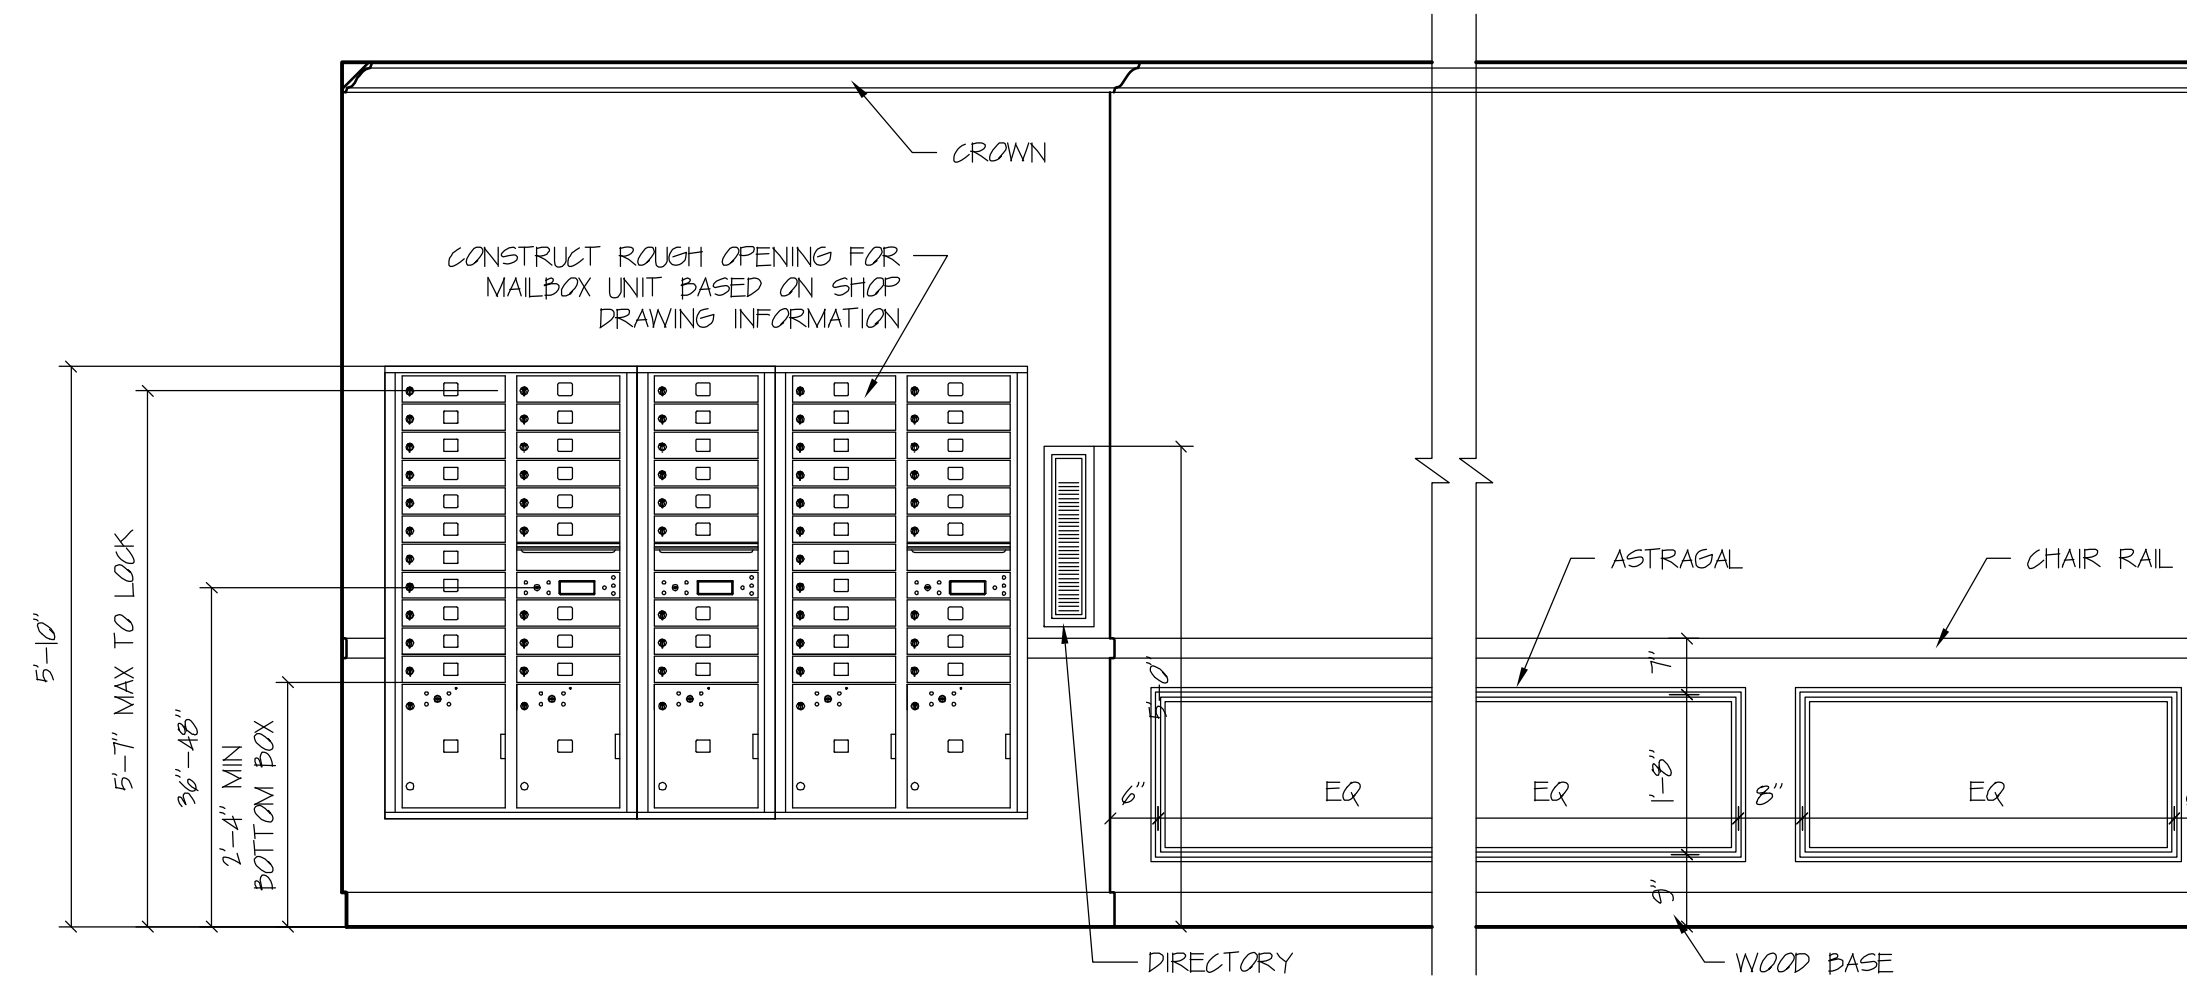 CROWN
CONSTRUCT ROUGH OPENING FOR
MAILBOX UNIT BASED ON SHOP
DRAWING INFORMATION
5'-10"
5'-7" MAX TO LOCK
36"-48"
2'-4" MIN
BOTTOM BOX
5'-0"
ASTRAGAL
CHAIR RAIL
7"
1'-8"
9"
6"
EQ
EQ
8"
EQ
DIRECTORY
WOOD BASE